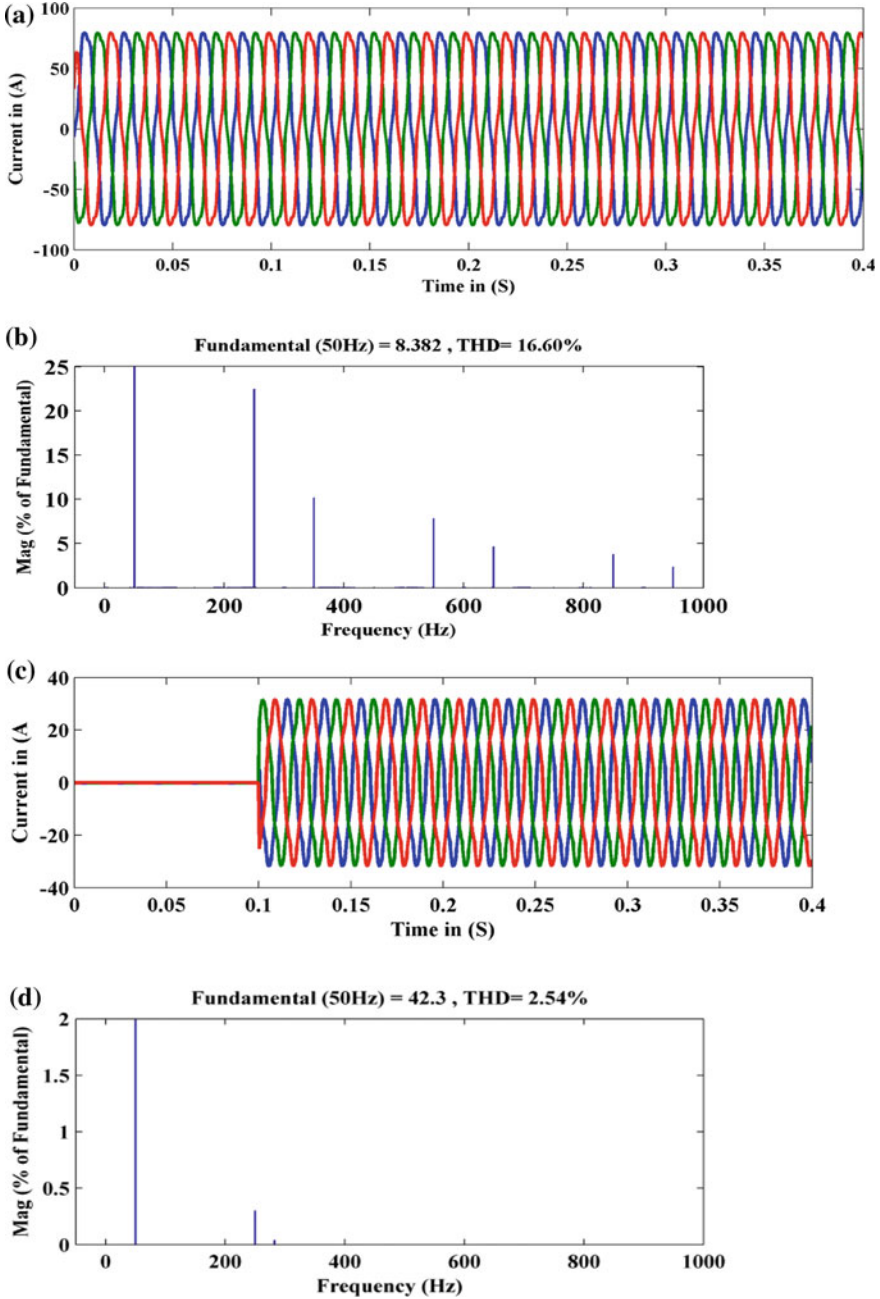 (a)
100
50
0
-50
-100
Current in (A)
0 0.05 0.1 0.15 0.2 0.25 0.3 0.35 0.4
Time in (S)
(b)
Fundamental (50Hz) = 8.382 , THD= 16.60%
25
20
15
10
5
0
Mag (% of Fundamental)
0 200 400 600 800 1000
Frequency (Hz)
(c)
40
20
0
-20
-40
Current in (A
0 0.05 0.1 0.15 0.2 0.25 0.3 0.35 0.4
Time in (S)
(d)
Fundamental (50Hz) = 42.3 , THD= 2.54%
2
1.5
1
0.5
0
Mag (% of Fundamental)
0 200 400 600 800 1000
Frequency (Hz)